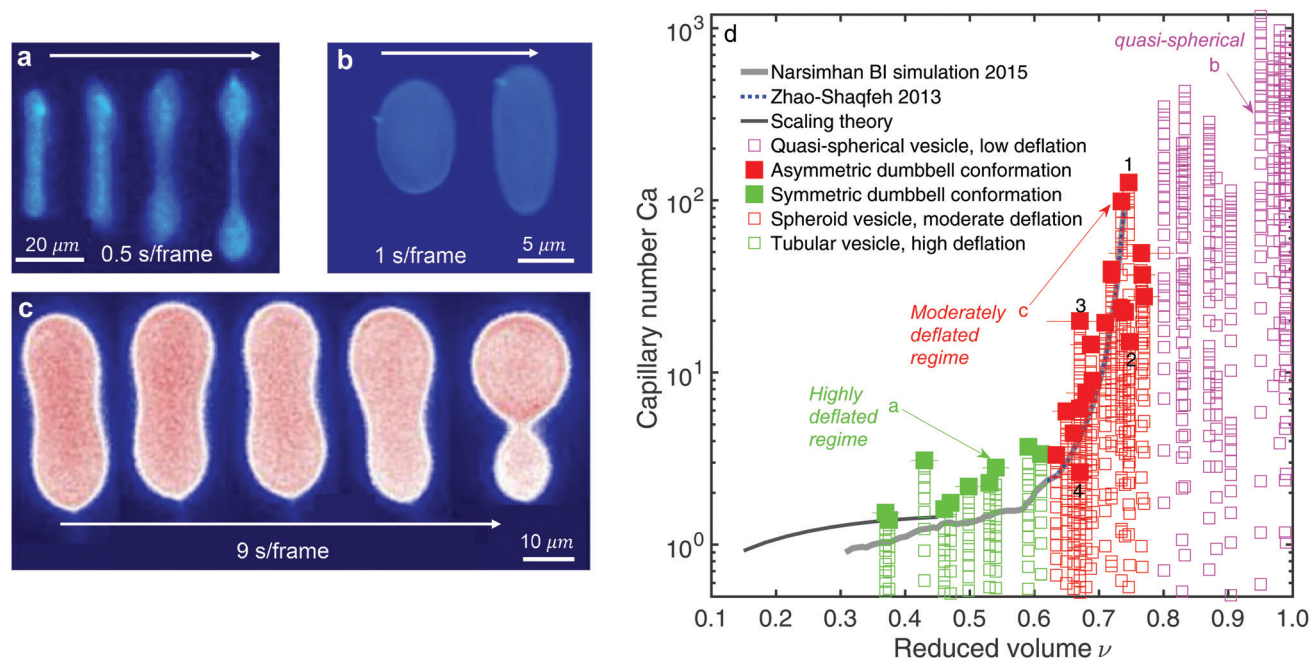 a
20 μm
0.5 s/frame
b
1 s/frame
5 μm
c
9 s/frame
10 μm
d
Capillary number Ca
10³
10²
10¹
10⁰
Narsimhan BI simulation 2015
Zhao-Shaqfeh 2013
Scaling theory
Quasi-spherical vesicle, low deflation
Asymmetric dumbbell conformation
Symmetric dumbbell conformation
Spheroid vesicle, moderate deflation
Tubular vesicle, high deflation
quasi-spherical
b
1
Moderately c
deflated
regime
3
2
Highly
deflated a
regime
4
0.1 0.2 0.3 0.4 0.5 0.6 0.7 0.8 0.9 1.0
Reduced volume ν